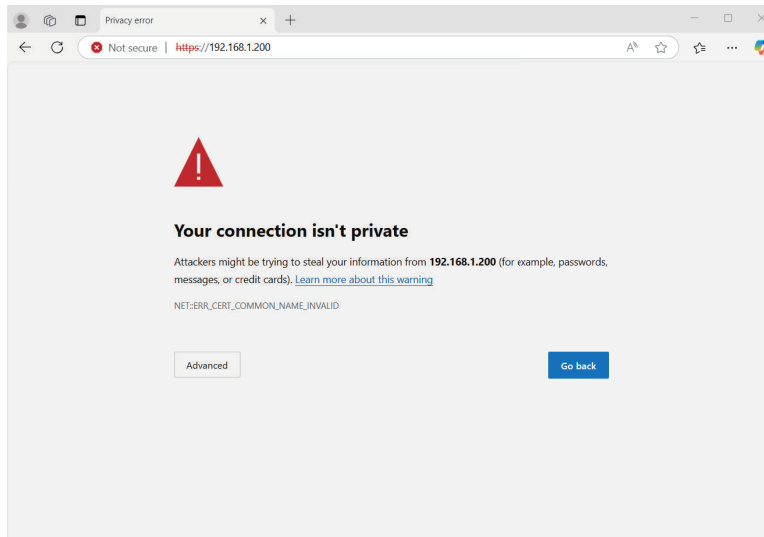 Privacy error
Not secure | https://192.168.1.200
Your connection isn't private
Attackers might be trying to steal your information from 192.168.1.200 (for example, passwords,
messages, or credit cards). Learn more about this warning
NET::ERR_CERT_COMMON_NAME_INVALID
Advanced
Go back